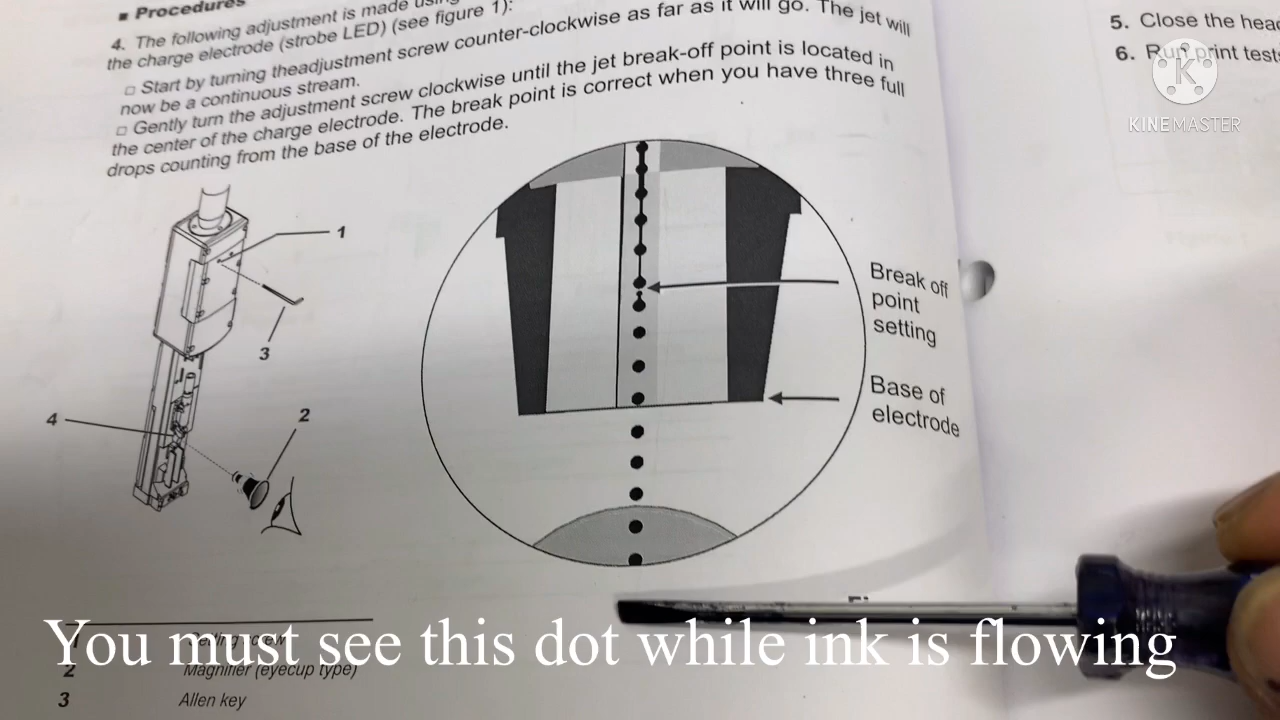 ■ Procedures
4. The following adjustment is made using
the charge electrode (strobe LED) (see figure 1):
□ Start by turning theadjustment screw counter-clockwise as far as it will go. The jet will
now be a continuous stream.
□ Gently turn the adjustment screw clockwise until the jet break-off point is located in
the center of the charge electrode. The break point is correct when you have three full
drops counting from the base of the electrode.
5. Close the head
6. Run print tests
K
KINEMASTER
1
3
4
2
Break off
point
setting
Base of
electrode
You must see this dot while ink is flowing
1 Setting screw
2 Magnifier (eyecup type)
3 Allen key